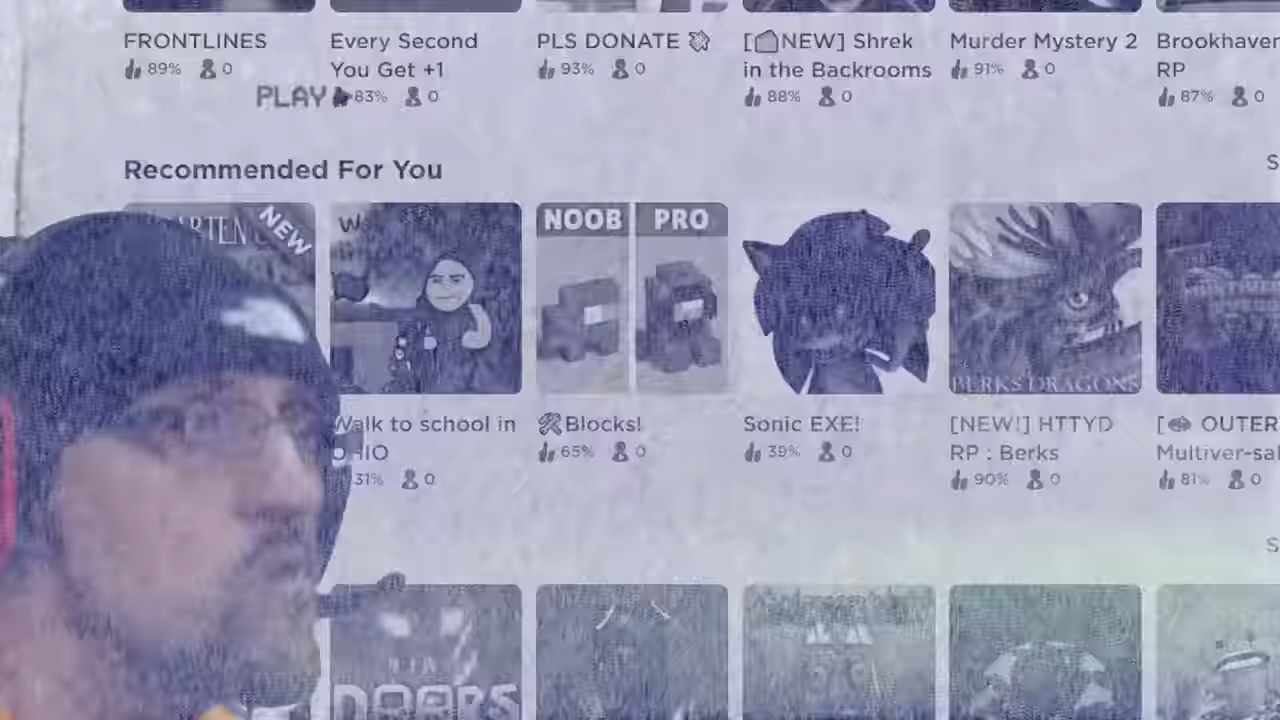 FRONTLINES
89% 0
Every Second
You Get +1
83% 0
PLS DONATE
93% 0
[NEW] Shrek
in the Backrooms
88% 0
Murder Mystery 2
91% 0
Brookhaven
RP
87% 0
PLAY
Recommended For You
S
NEW
NOOB PRO
BERKS DRAGONS
Walk to school in
OHIO
31% 0
Blocks!
65% 0
Sonic EXE!
39% 0
[NEW!] HTTYD
RP : Berks
90% 0
[ OUTER
Multiver-sal
81% 0
S
DOORS